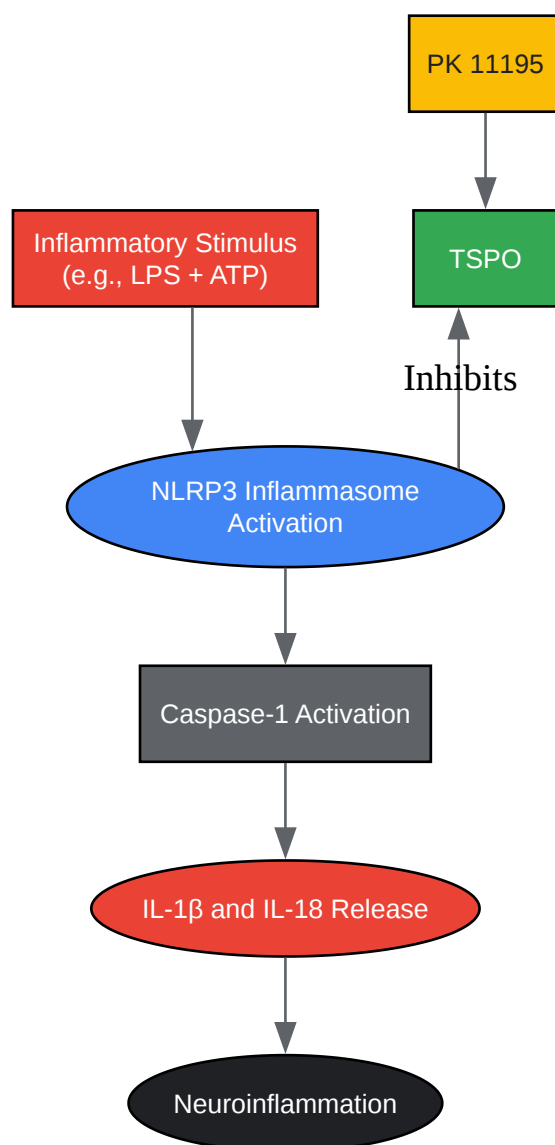 PK 11195
Inflammatory Stimulus
(e.g., LPS + ATP)
TSPO
Inhibits
NLRP3 Inflammasome
Activation
Caspase-1 Activation
IL-1β and IL-18 Release
Neuroinflammation